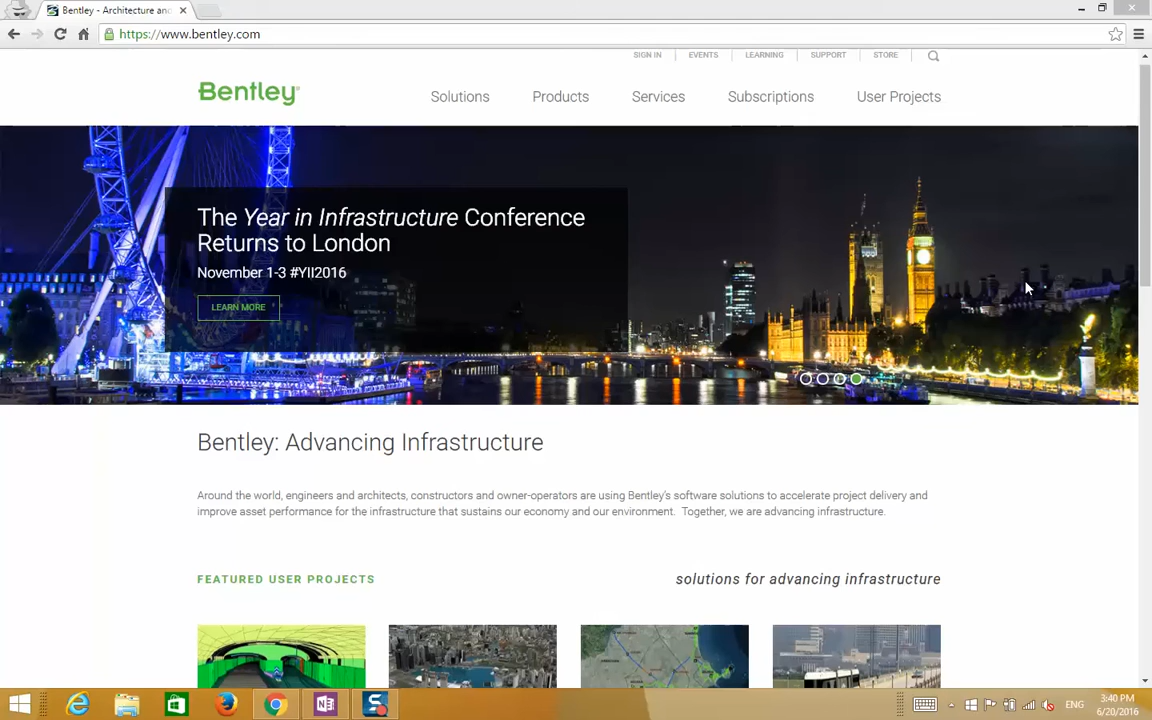 Bentley - Architecture and
https://www.bentley.com
SIGN IN
EVENTS
LEARNING
SUPPORT
STORE
Bentley
Solutions
Products
Services
Subscriptions
User Projects
The Year in Infrastructure Conference
Returns to London
November 1-3 #YII2016
LEARN MORE
Bentley: Advancing Infrastructure
Around the world, engineers and architects, constructors and owner-operators are using Bentley's software solutions to accelerate project delivery and
improve asset performance for the infrastructure that sustains our economy and our environment. Together, we are advancing infrastructure.
FEATURED USER PROJECTS
solutions for advancing infrastructure
ENG
3:40 PM
6/20/2016